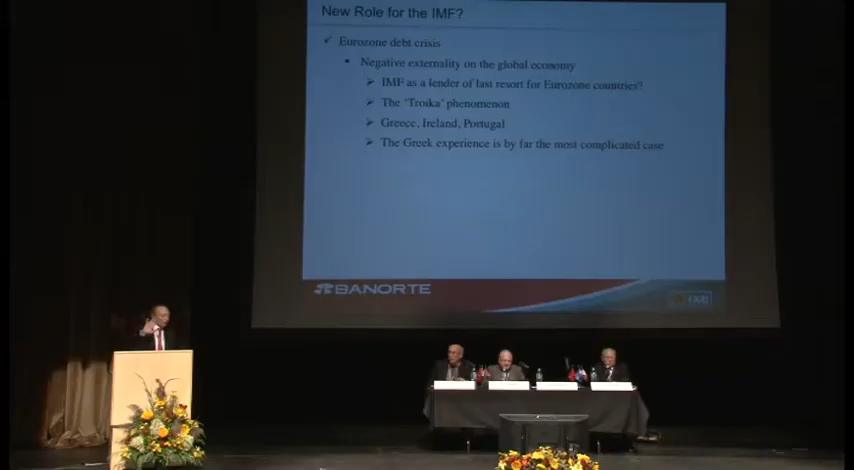 New Role for the IMF?
✓ Eurozone debt crisis
• Negative externality on the global economy
➢ IMF as a lender of last resort for Eurozone countries?
➢ The 'Troika' phenomenon
➢ Greece, Ireland, Portugal
➢ The Greek experience is by far the most complicated case
BANORTE